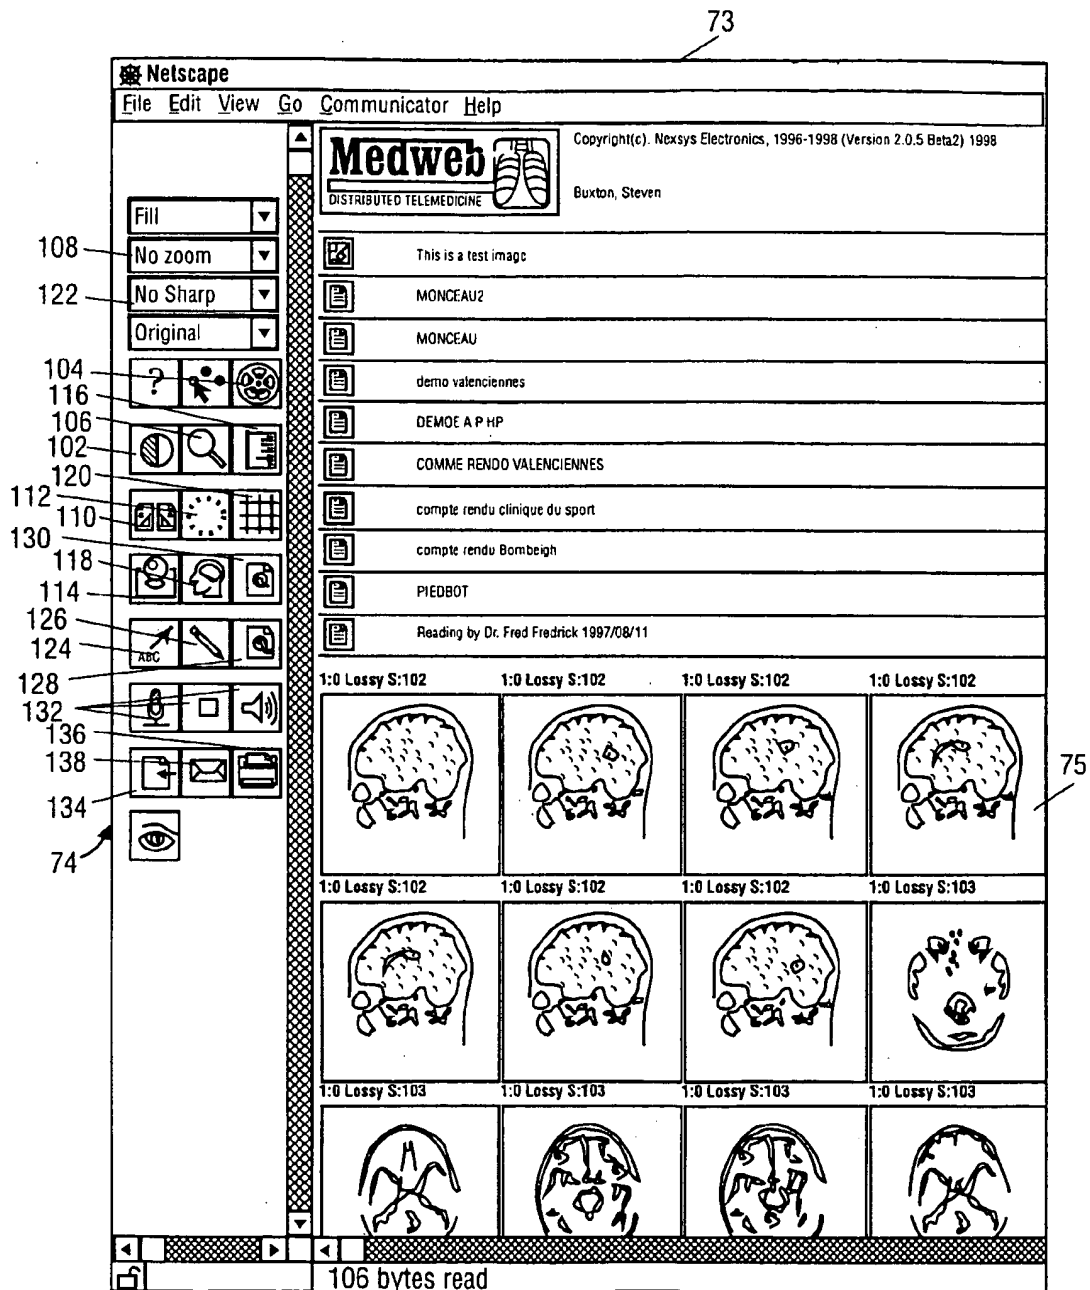 73
Netscape
File Edit View Go Communicator Help
Medweb
DISTRIBUTED TELEMEDICINE
Copyright(c). Nexsys Electronics, 1996-1998 (Version 2.0.5 Beta2) 1998
Buxton, Steven
Fill
108
No zoom
122
No Sharp
Original
This is a test image
MONCEAU2
MONCEAU
demo valenciennes
DEMOE A P HP
COMME RENDO VALENCIENNES
compte rendu clinique du sport
compte rendu Bombeigh
PIEDBOT
Reading by Dr. Fred Fredrick 1997/08/11
104
?
116
106
102
120
112
110
130
118
114
126
124
ABC
128
132
136
138
134
74
1:0 Lossy S:102 1:0 Lossy S:102 1:0 Lossy S:102 1:0 Lossy S:102
75
1:0 Lossy S:102 1:0 Lossy S:102 1:0 Lossy S:102 1:0 Lossy S:103
1:0 Lossy S:103 1:0 Lossy S:103 1:0 Lossy S:103 1:0 Lossy S:103
106 bytes read